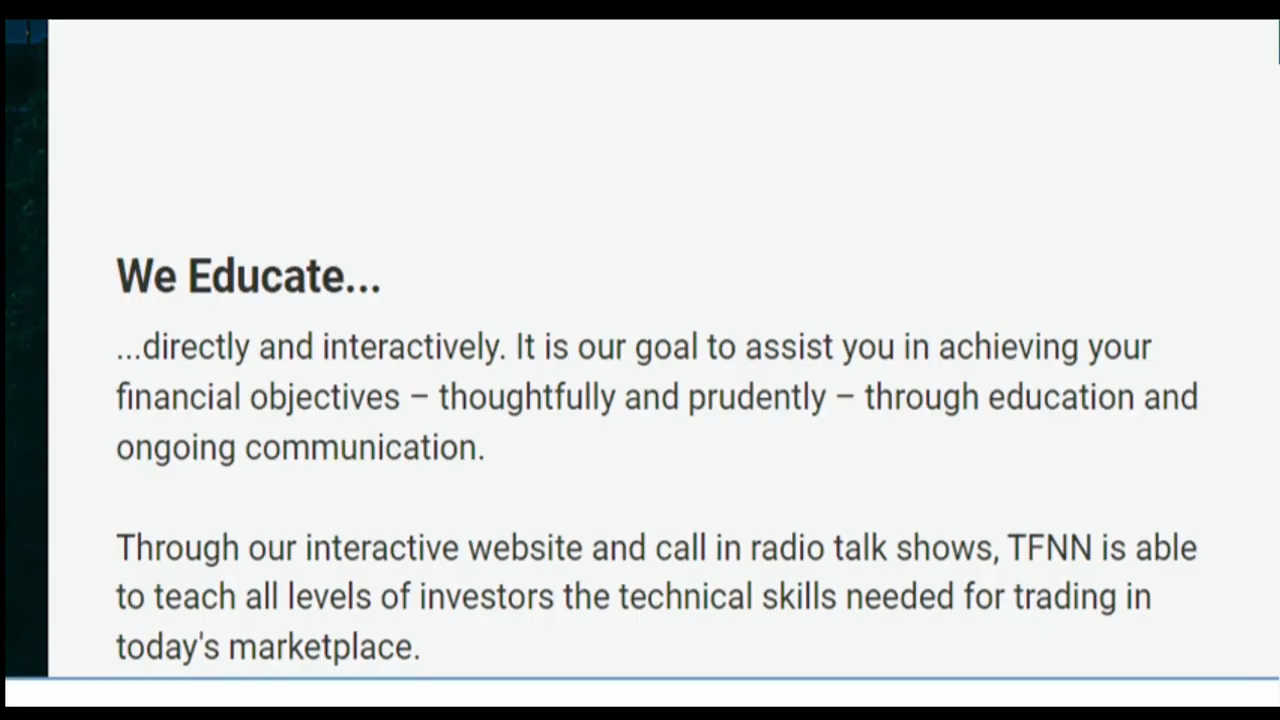 We Educate...
...directly and interactively. It is our goal to assist you in achieving your
financial objectives – thoughtfully and prudently – through education and
ongoing communication.
Through our interactive website and call in radio talk shows, TFNN is able
to teach all levels of investors the technical skills needed for trading in
today's marketplace.